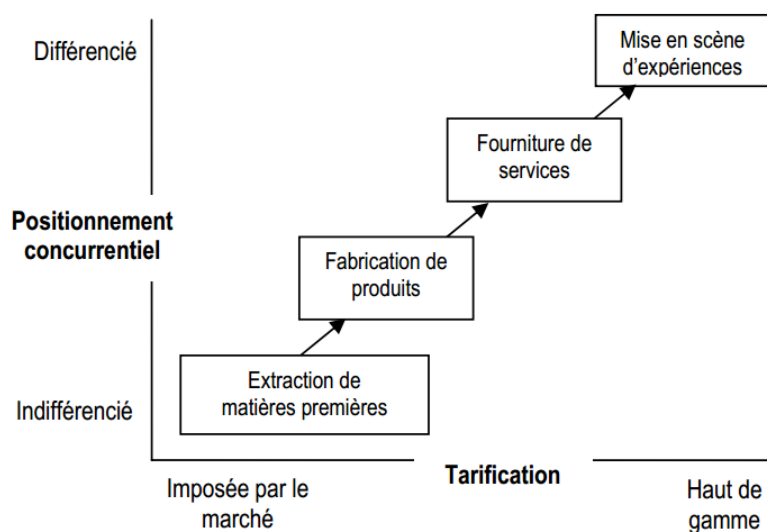 Différencié
Mise en scène
d'expériences
Fourniture de
services
Positionnement
concurrentiel
Fabrication de
produits
Extraction de
matières premières
Indifférencié
Imposée par le
marché
Tarification
Haut de
gamme